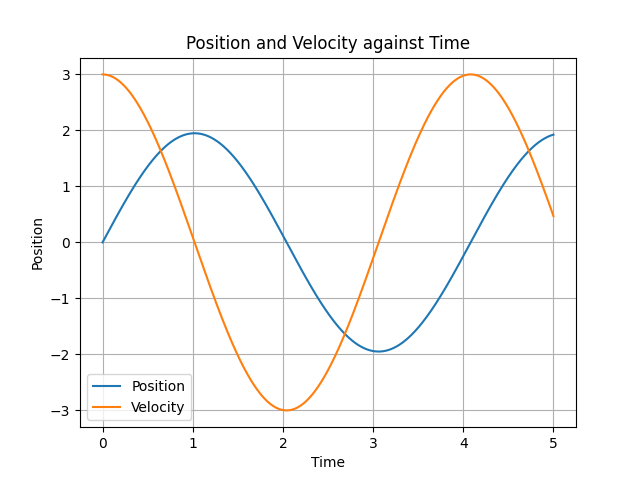 Position and Velocity against Time
Position
3
2
1
0
−1
−2
−3
Position
Velocity
0 1 2 3 4 5
Time